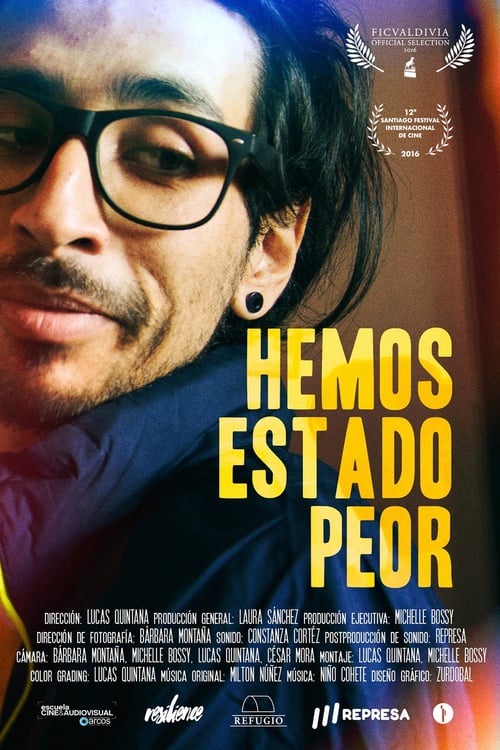 FICVALDIVIA
OFFICIAL SELECTION
2016
12º
SANTIAGO FESTIVAL
INTERNACIONAL
DE CINE
2016
HEMOS
ESTADO
PEOR
DIRECCIÓN: LUCAS QUINTANA PRODUCCIÓN GENERAL: LAURA SÁNCHEZ PRODUCCIÓN EJECUTIVA: MICHELLE BOSSY
DIRECCIÓN DE FOTOGRAFÍA: BÁRBARA MONTAÑA SONIDO: CONSTANZA CORTÉZ POSTPRODUCCIÓN DE SONIDO: REPRESA
CÁMARA: BÁRBARA MONTAÑA, MICHELLE BOSSY, LUCAS QUINTANA, CÉSAR MORA MONTAJE: LUCAS QUINTANA, MICHELLE BOSSY
COLOR GRADING: LUCAS QUINTANA MÚSICA ORIGINAL: MILTON NÚÑEZ MÚSICA: NIÑO COHETE DISEÑO GRÁFICO: ZURDOBAL
escuela
CINE&AUDIOVISUAL
arcos
resilience
REFUGIO
REPRESA